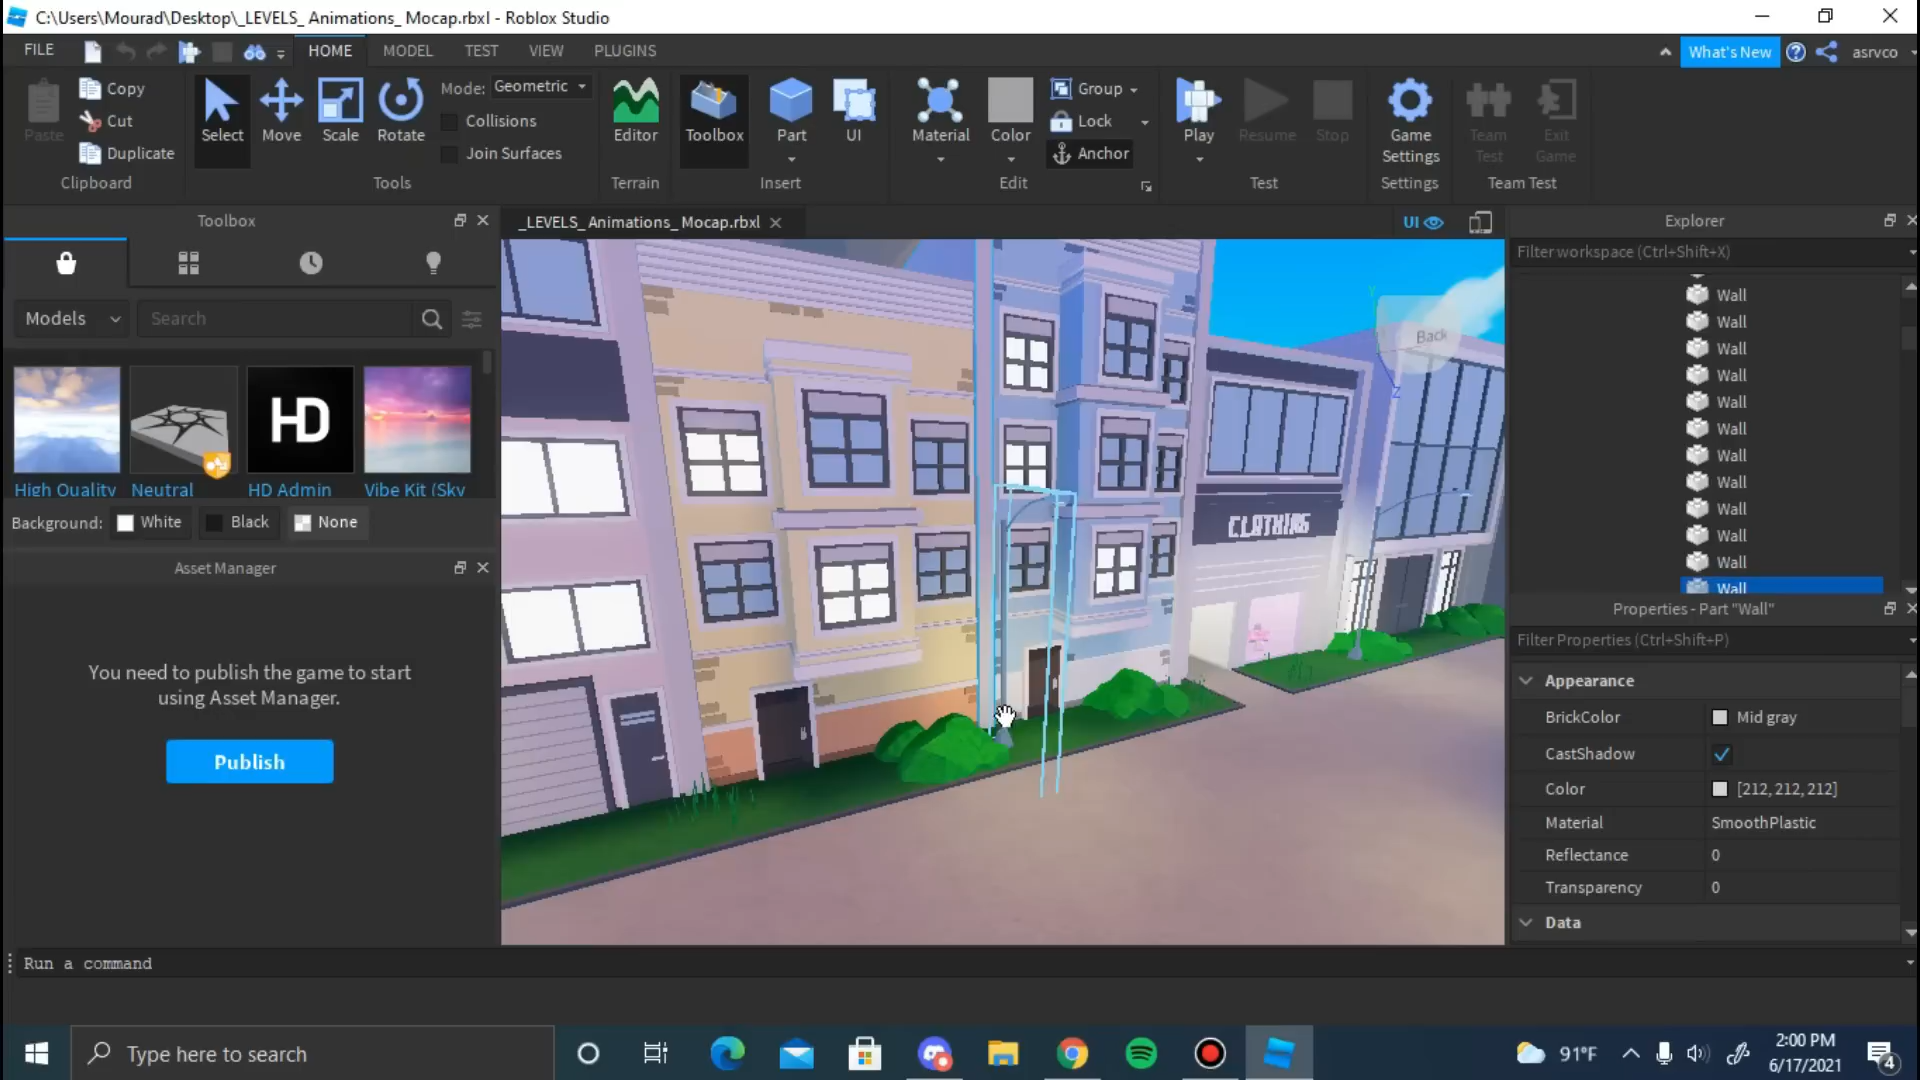 C:\Users\Mourad\Desktop\_LEVELS_ Animations_ Mocap.rbxl - Roblox Studio
FILE
HOME
MODEL
TEST
VIEW
PLUGINS
What's New
asrvco
Paste
Copy
Cut
Duplicate
Clipboard
Select
Move
Scale
Rotate
Mode: Geometric
Collisions
Join Surfaces
Tools
Editor
Terrain
Toolbox
Part
UI
Insert
Material
Color
Group
Lock
Anchor
Edit
Play
Resume
Stop
Test
Game
Settings
Settings
Team
Test
Exit
Game
Team Test
Toolbox
Models
Search
HD
High Quality
Neutral
HD Admin
Vibe Kit (Sky
Background:
White
Black
None
Asset Manager
You need to publish the game to start
using Asset Manager.
Publish
_LEVELS_ Animations_ Mocap.rbxl
UI
Back
Y
Z
CLOTHING
Explorer
Filter workspace (Ctrl+Shift+X)
Wall
Wall
Wall
Wall
Wall
Wall
Wall
Wall
Wall
Wall
Wall
Wall
Properties - Part "Wall"
Filter Properties (Ctrl+Shift+P)
Appearance
BrickColor
Mid gray
CastShadow
Color
[212, 212, 212]
Material
SmoothPlastic
Reflectance
0
Transparency
0
Data
Run a command
Type here to search
91°F
2:00 PM
6/17/2021
4